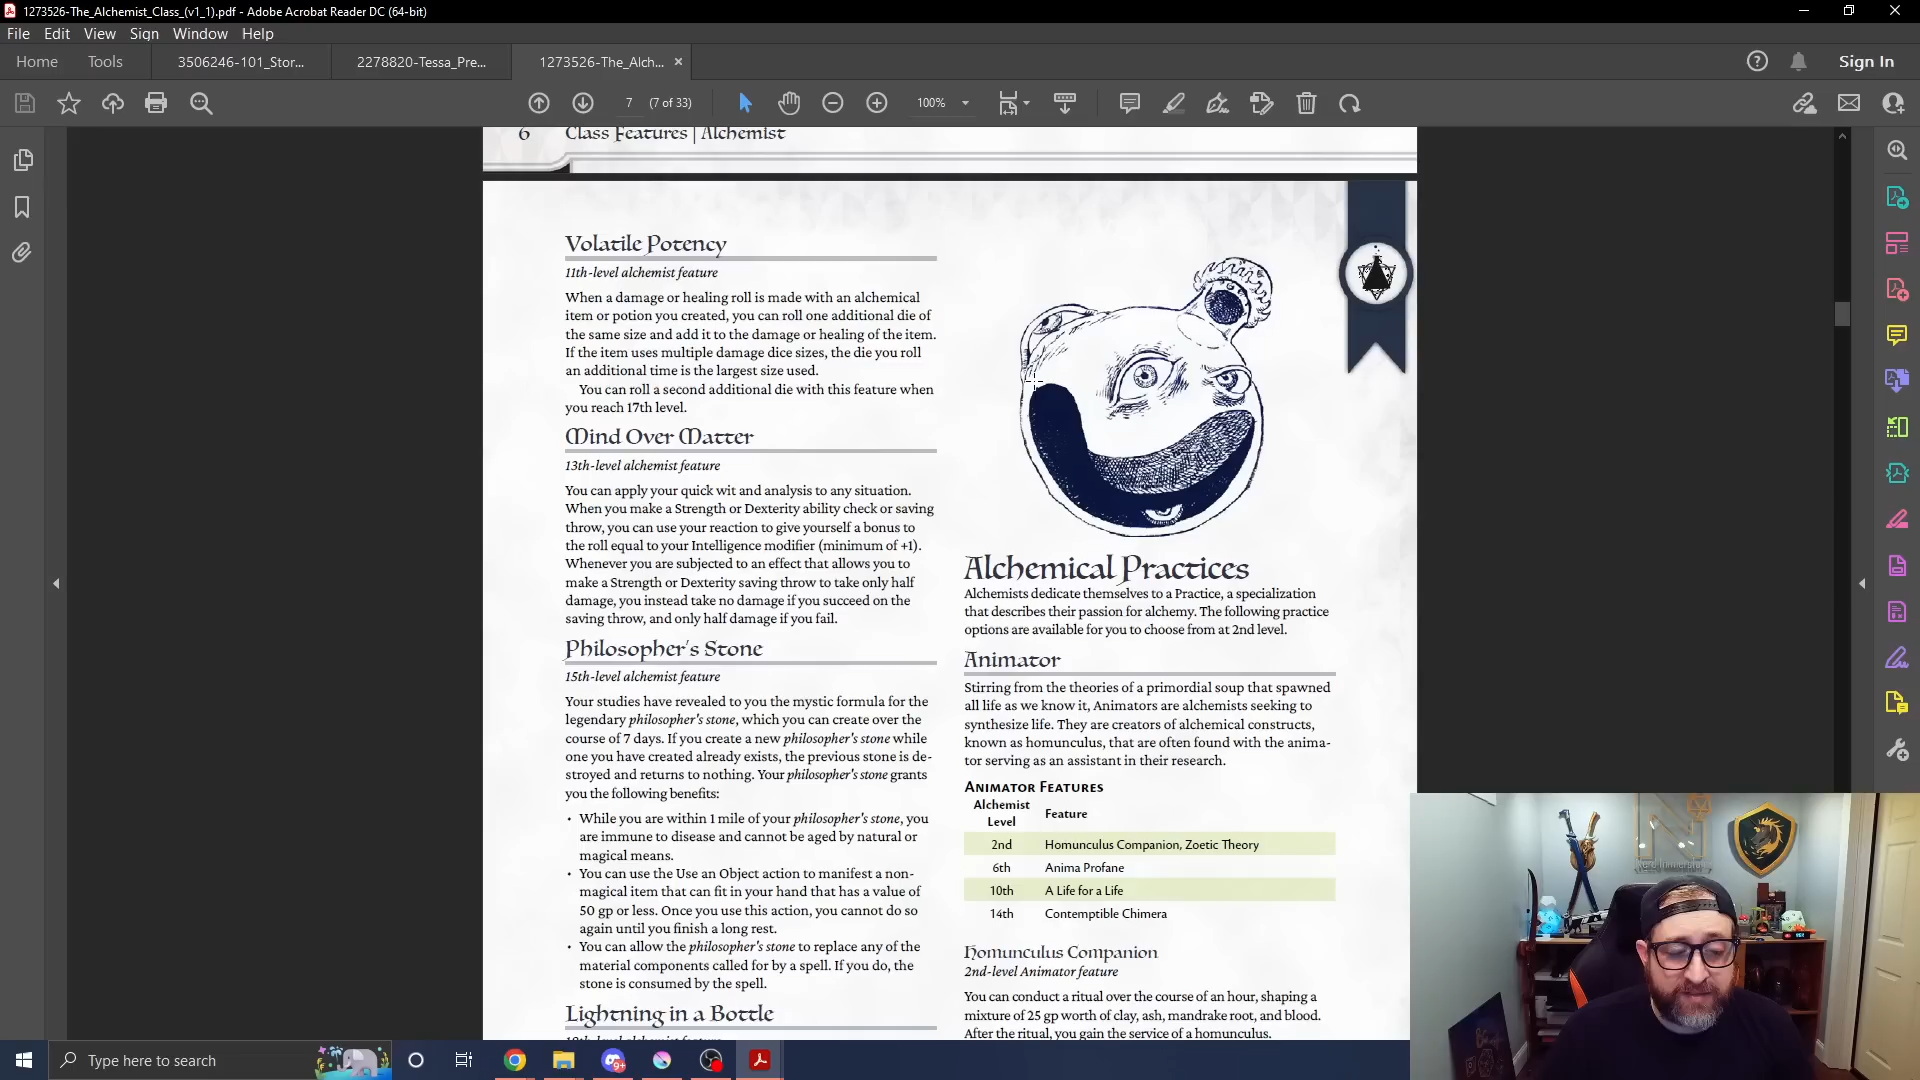 1273526-The_Alchemist_Class_(v1_1).pdf - Adobe Acrobat Reader DC (64-bit)
File Edit View Sign Window Help
Home Tools 3506246-101_Stor... 2278820-Tessa_Pre... 1273526-The_Alch... Sign In
7 (7 of 33) 100%
6 Class Features | Alchemist
Volatile Potency
11th-level alchemist feature
When a damage or healing roll is made with an alchemical
item or potion you created, you can roll one additional die of
the same size and add it to the damage or healing of the item.
If the item uses multiple damage dice sizes, the die you roll
an additional time is the largest size used.
You can roll a second additional die with this feature when
you reach 17th level.
Mind Over Matter
13th-level alchemist feature
You can apply your quick wit and analysis to any situation.
When you make a Strength or Dexterity ability check or saving
throw, you can use your reaction to give yourself a bonus to
the roll equal to your Intelligence modifier (minimum of +1).
Whenever you are subjected to an effect that allows you to
make a Strength or Dexterity saving throw to take only half
damage, you instead take no damage if you succeed on the
saving throw, and only half damage if you fail.
Philosopher's Stone
15th-level alchemist feature
Your studies have revealed to you the mystic formula for the
legendary philosopher's stone, which you can create over the
course of 7 days. If you create a new philosopher's stone while
one you have created already exists, the previous stone is de-
stroyed and returns to nothing. Your philosopher's stone grants
you the following benefits:
· While you are within 1 mile of your philosopher's stone, you
are immune to disease and cannot be aged by natural or
magical means.
· You can use the Use an Object action to manifest a non-
magical item that can fit in your hand that has a value of
50 gp or less. Once you use this action, you cannot do so
again until you finish a long rest.
· You can allow the philosopher's stone to replace any of the
material components called for by a spell. If you do, the
stone is consumed by the spell.
Lightning in a Bottle
Alchemical Practices
Alchemists dedicate themselves to a Practice, a specialization
that describes their passion for alchemy. The following practice
options are available for you to choose from at 2nd level.
Animator
Stirring from the theories of a primordial soup that spawned
all life as we know it, Animators are alchemists seeking to
synthesize life. They are creators of alchemical constructs,
known as homunculus, that are often found with the anima-
tor serving as an assistant in their research.
Animator Features
Alchemist
Level Feature
2nd Homunculus Companion, Zoetic Theory
6th Anima Profane
10th A Life for a Life
14th Contemptible Chimera
Homunculus Companion
2nd-level Animator feature
You can conduct a ritual over the course of an hour, shaping a
mixture of 25 gp worth of clay, ash, mandrake root, and blood.
After the ritual, you gain the service of a homunculus.
Type here to search
9+